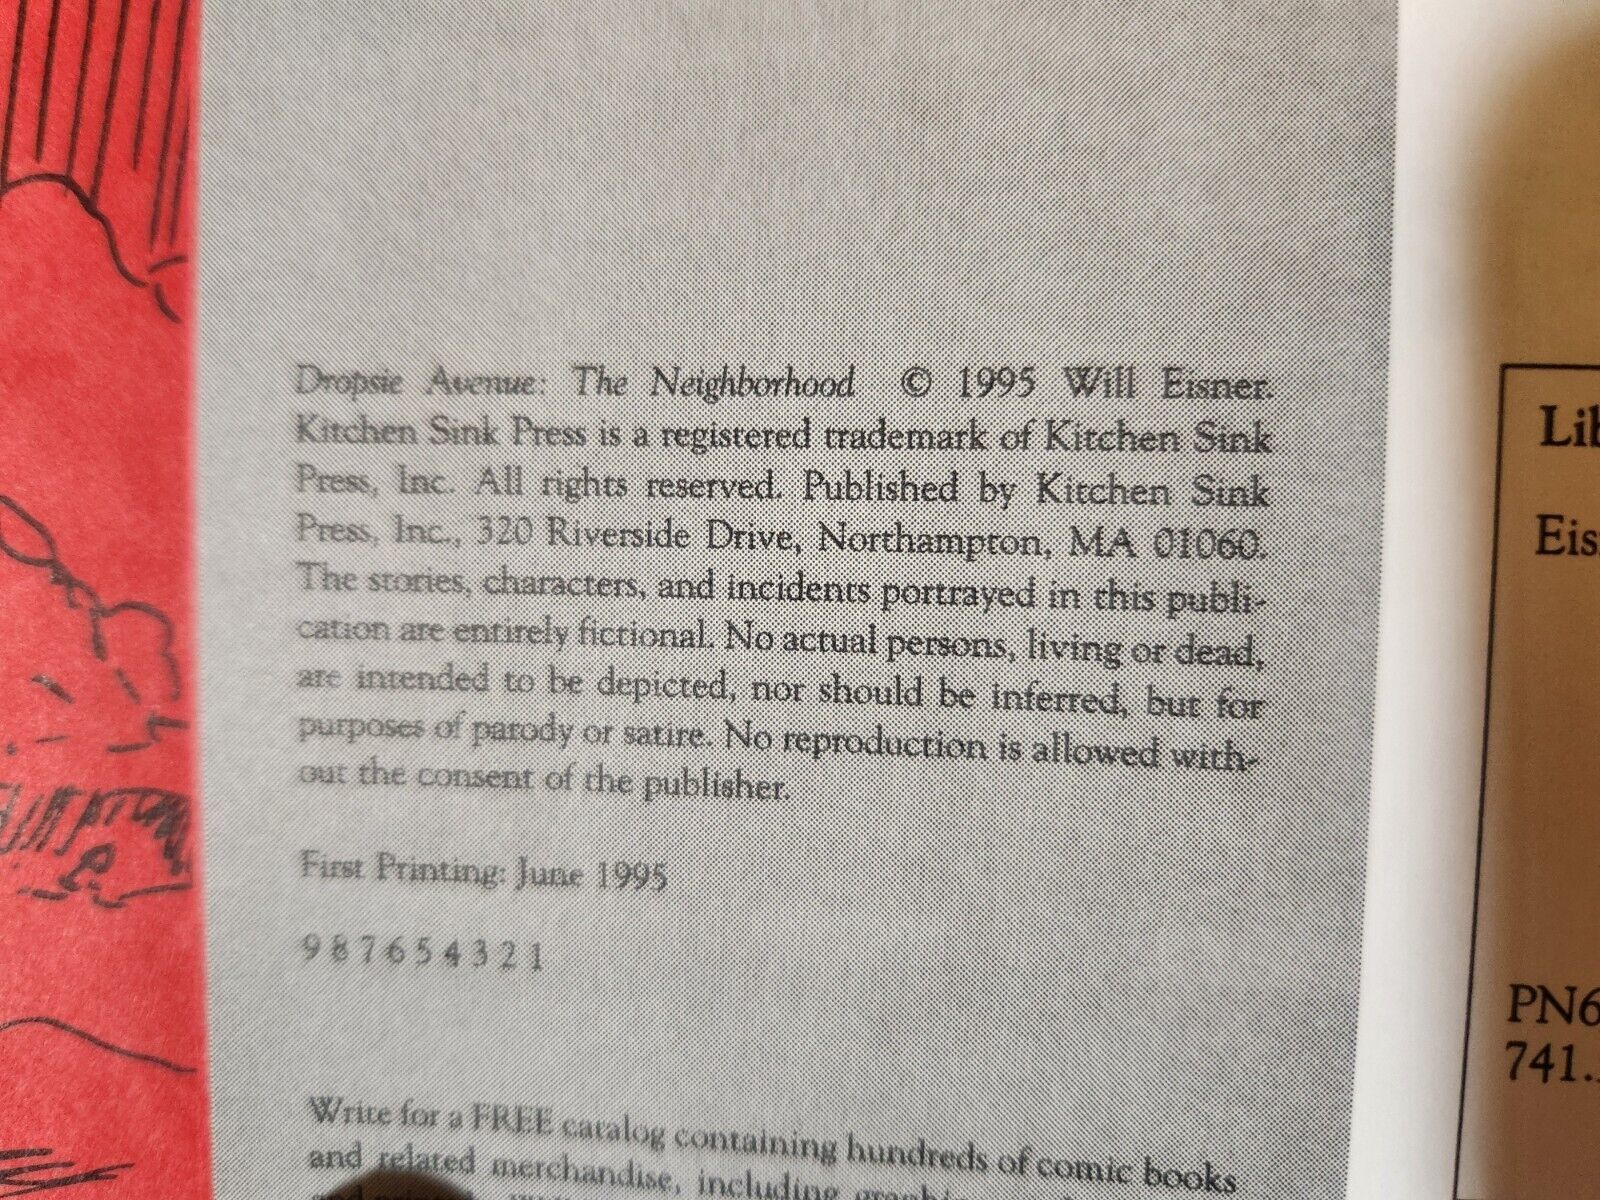 Dropsie Avenue: The Neighborhood © 1995 Will Eisner.
Kitchen Sink Press is a registered trademark of Kitchen Sink
Press, Inc. All rights reserved. Published by Kitchen Sink
Press, Inc., 320 Riverside Drive, Northampton, MA 01060.
The stories, characters, and incidents portrayed in this publi-
cation are entirely fictional. No actual persons, living or dead,
are intended to be depicted, nor should be inferred, but for
purposes of parody or satire. No reproduction is allowed with-
out the consent of the publisher.
First Printing: June 1995
9 8 7 6 5 4 3 2 1
Write for a FREE catalog containing hundreds of comic books
and related merchandise, including
Lib
Eis
PN6
741.